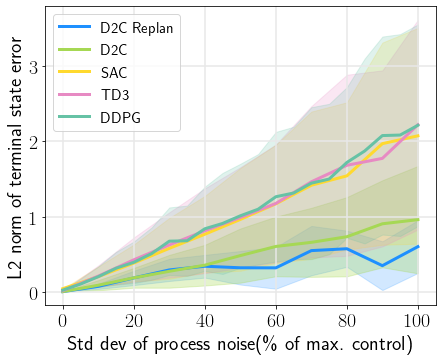 D2C Replan
D2C
SAC
TD3
DDPG
L2 norm of terminal state error
3
2
1
0
0 20 40 60 80 100
Std dev of process noise(% of max. control)